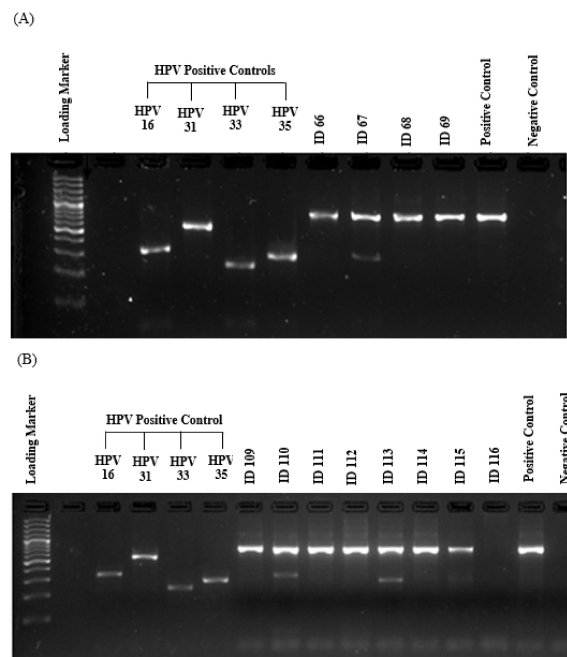 (A)
HPV Positive Controls
Loading Marker
HPV 16
HPV 31
HPV 33
HPV 35
ID 66
ID 67
ID 68
ID 69
Positive Control
Negative Control
(B)
HPV Positive Control
Loading Marker
HPV 16
HPV 31
HPV 33
HPV 35
ID 109
ID 110
ID 111
ID 112
ID 113
ID 114
ID 115
ID 116
Positive Control
Negative Control